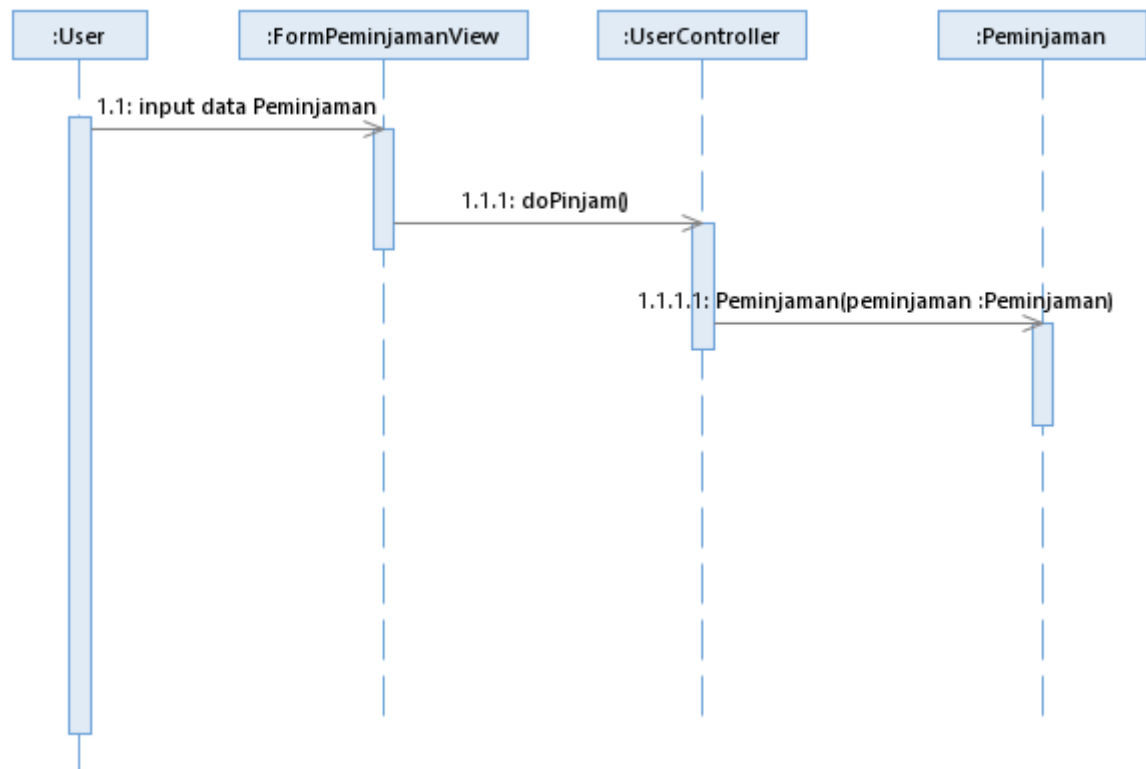 :User
:FormPeminjamanView
:UserController
:Peminjaman
1.1: input data Peminjaman
1.1.1: doPinjam()
1.1.1.1: Peminjaman(peminjaman :Peminjaman)